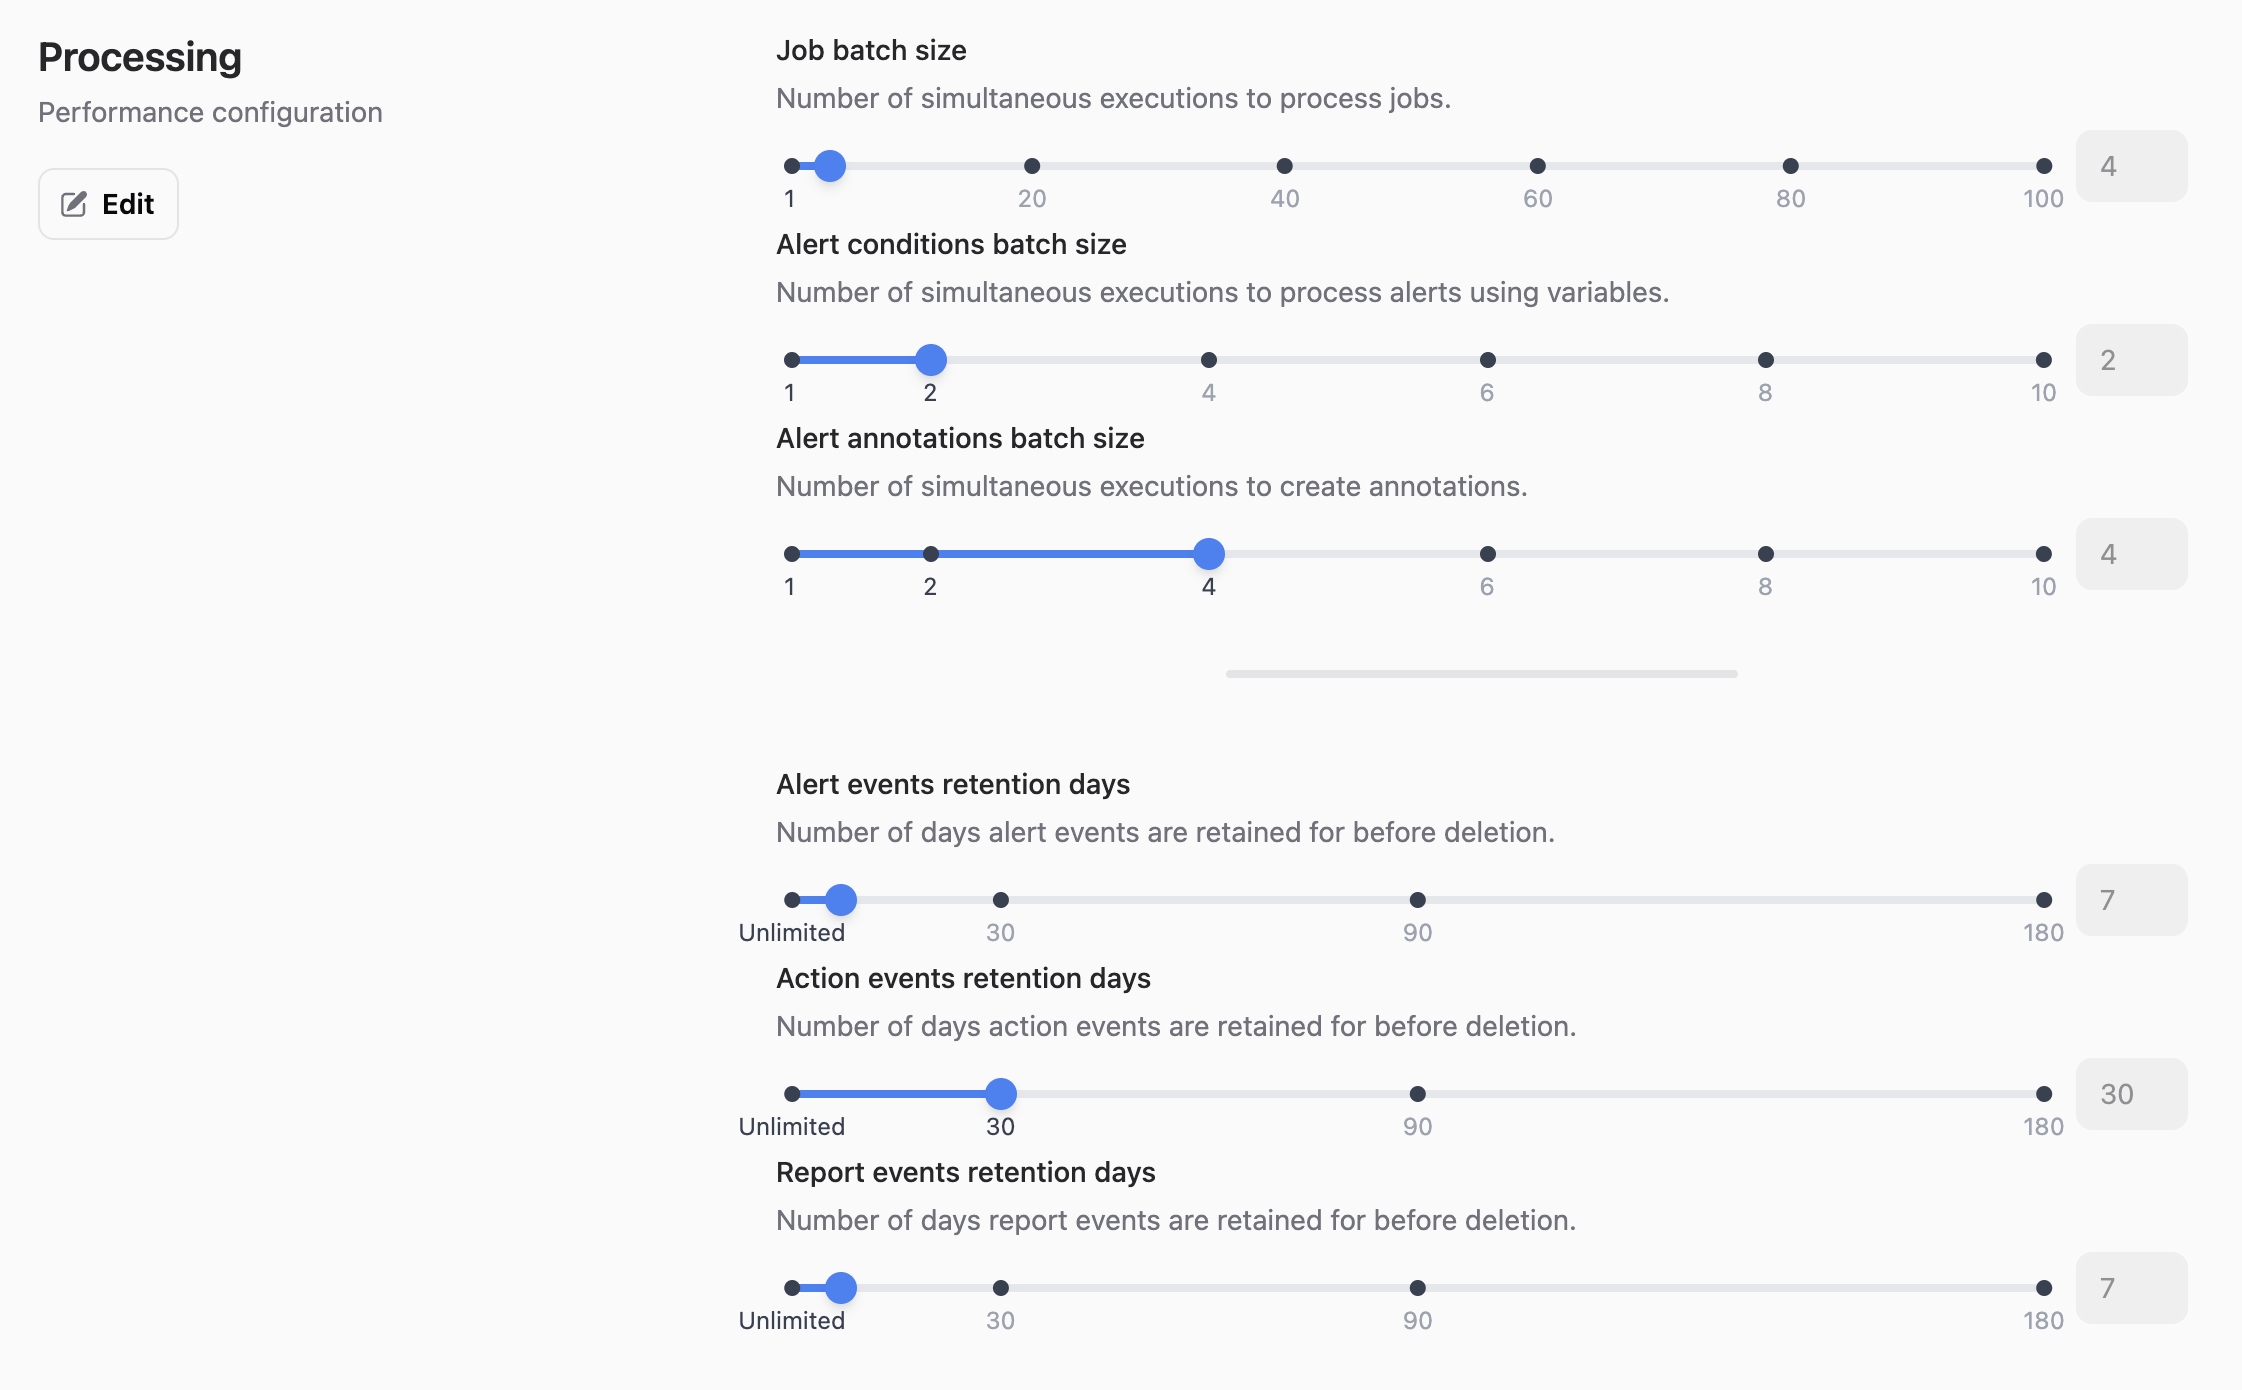 Processing
Performance configuration
Edit
Job batch size
Number of simultaneous executions to process jobs.
4
1 20 40 60 80 100
Alert conditions batch size
Number of simultaneous executions to process alerts using variables.
2
1 2 4 6 8 10
Alert annotations batch size
Number of simultaneous executions to create annotations.
4
1 2 4 6 8 10
Alert events retention days
Number of days alert events are retained for before deletion.
7
Unlimited 30 90 180
Action events retention days
Number of days action events are retained for before deletion.
30
Unlimited 30 90 180
Report events retention days
Number of days report events are retained for before deletion.
7
Unlimited 30 90 180